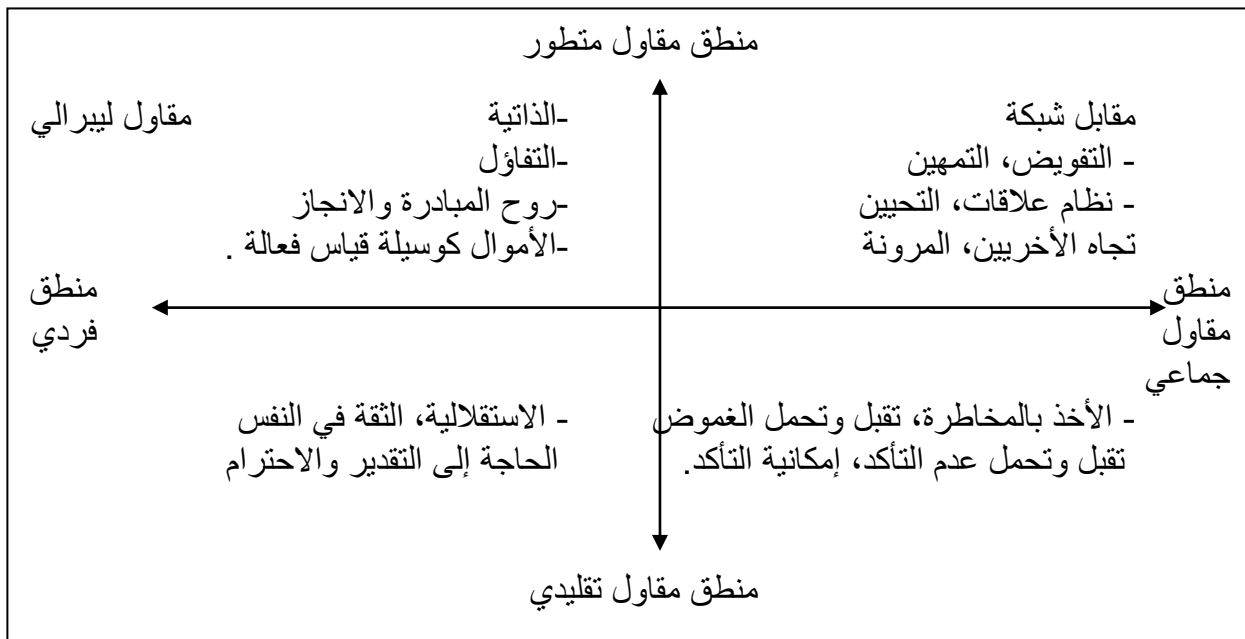 منطق مقاول متطور
مقابل شبكة
- التفويض، التمهين
- نظام علاقات، التحيين
تجاه الأخريين، المرونة
-الذاتية
-التفاؤل
-روح المبادرة والانجاز
-الأموال كوسيلة قياس فعالة .
مقاول ليبرالي
منطق
مقاول
جماعي
منطق
فردي
- الأخذ بالمخاطرة، تقبل وتحمل الغموض
تقبل وتحمل عدم التأكد، إمكانية التأكد.
- الاستقلالية، الثقة في النفس
الحاجة إلى التقدير والاحترام
منطق مقاول تقليدي